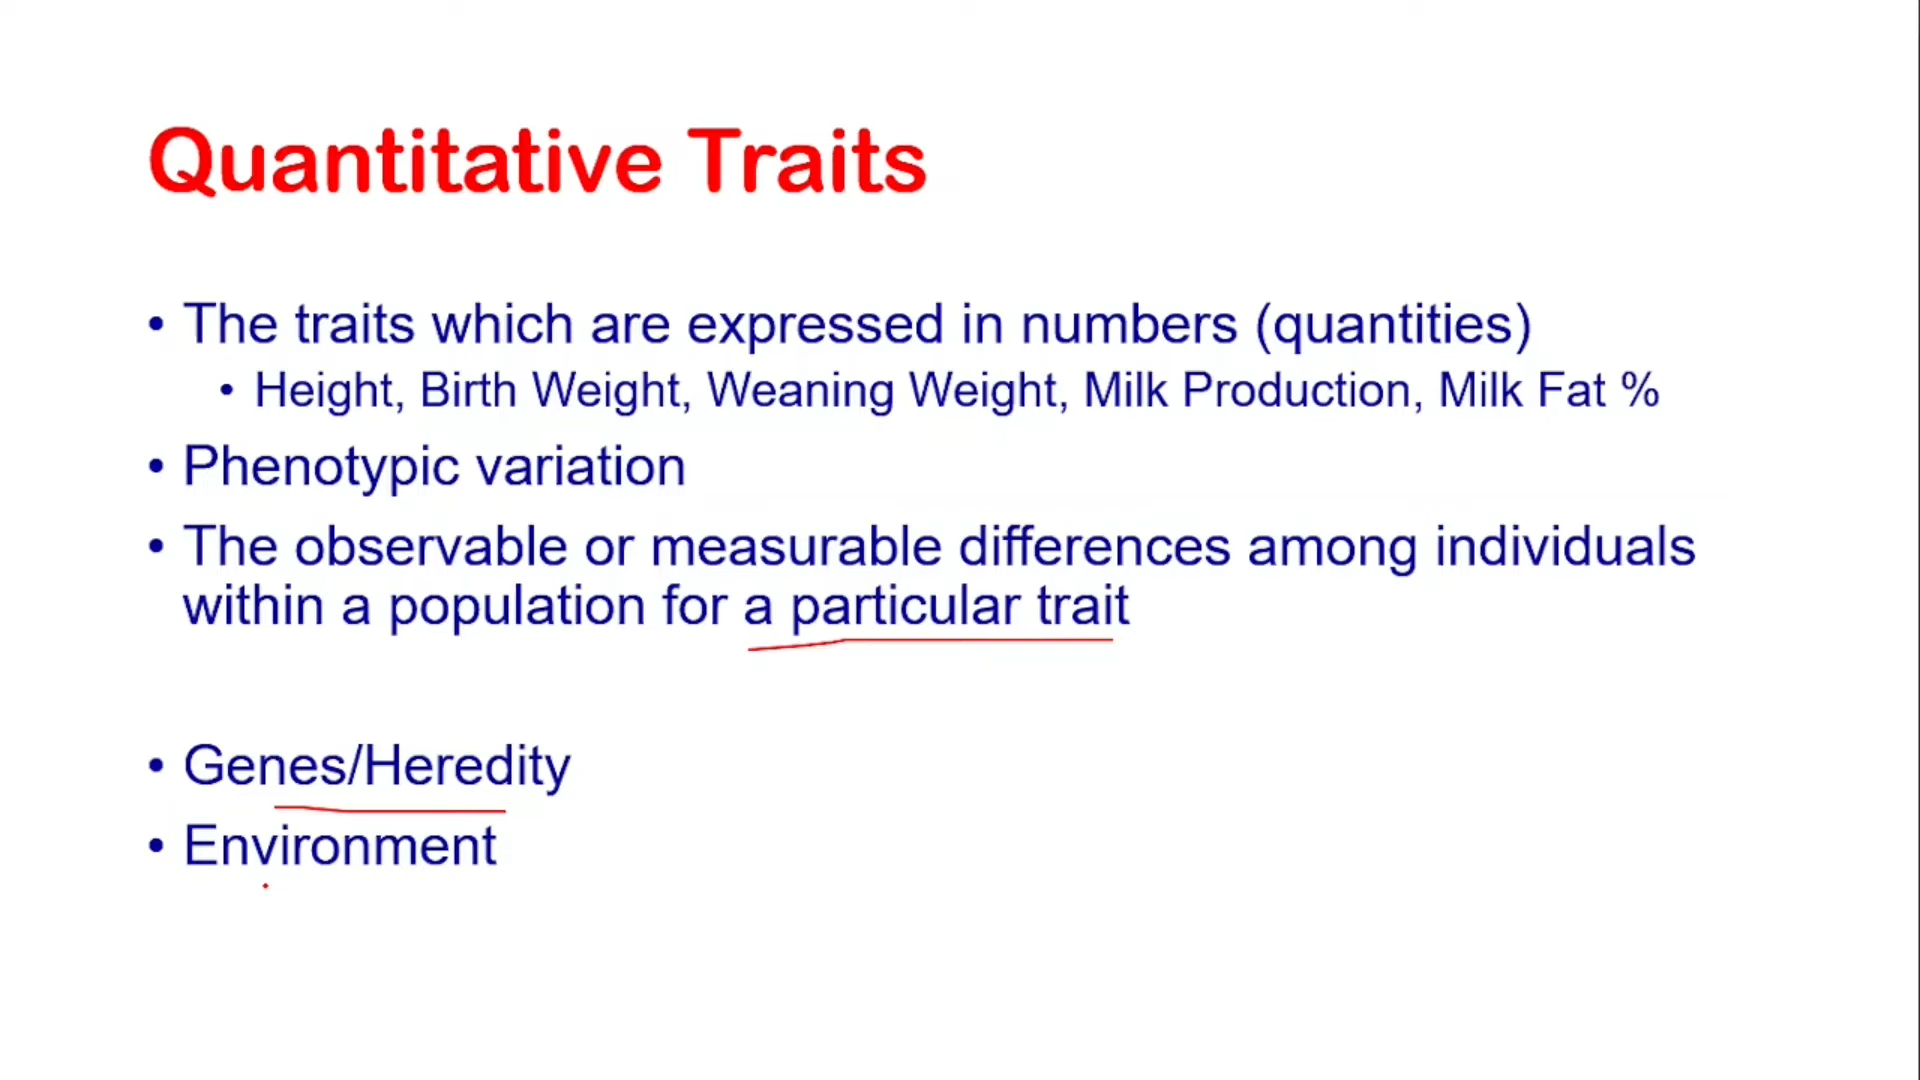 Quantitative Traits
• The traits which are expressed in numbers (quantities)
• Height, Birth Weight, Weaning Weight, Milk Production, Milk Fat %
• Phenotypic variation
• The observable or measurable differences among individuals
within a population for a particular trait
• Genes/Heredity
• Environment